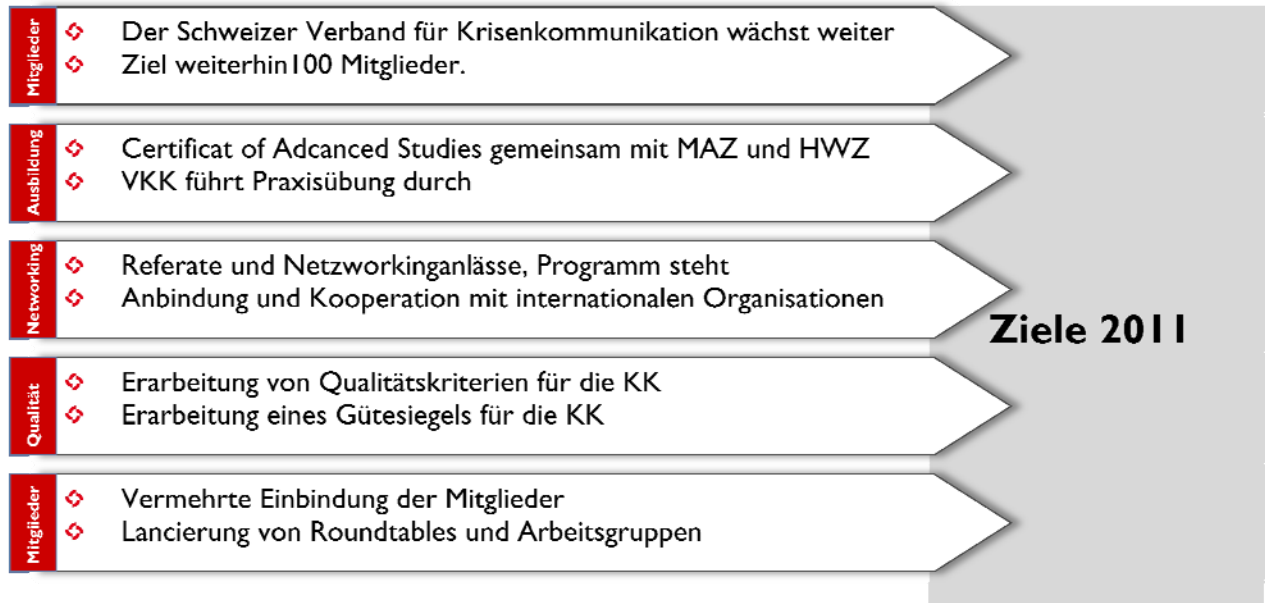 Mitglieder
Der Schweizer Verband für Krisenkommunikation wächst weiter
Ziel weiterhin100 Mitglieder.
Ausbildung
Certificat of Adcanced Studies gemeinsam mit MAZ und HWZ
VKK führt Praxisübung durch
Networking
Referate und Netzworkinganlässe, Programm steht
Anbindung und Kooperation mit internationalen Organisationen
Ziele 2011
Qualität
Erarbeitung von Qualitätskriterien für die KK
Erarbeitung eines Gütesiegels für die KK
Mitglieder
Vermehrte Einbindung der Mitglieder
Lancierung von Roundtables und Arbeitsgruppen